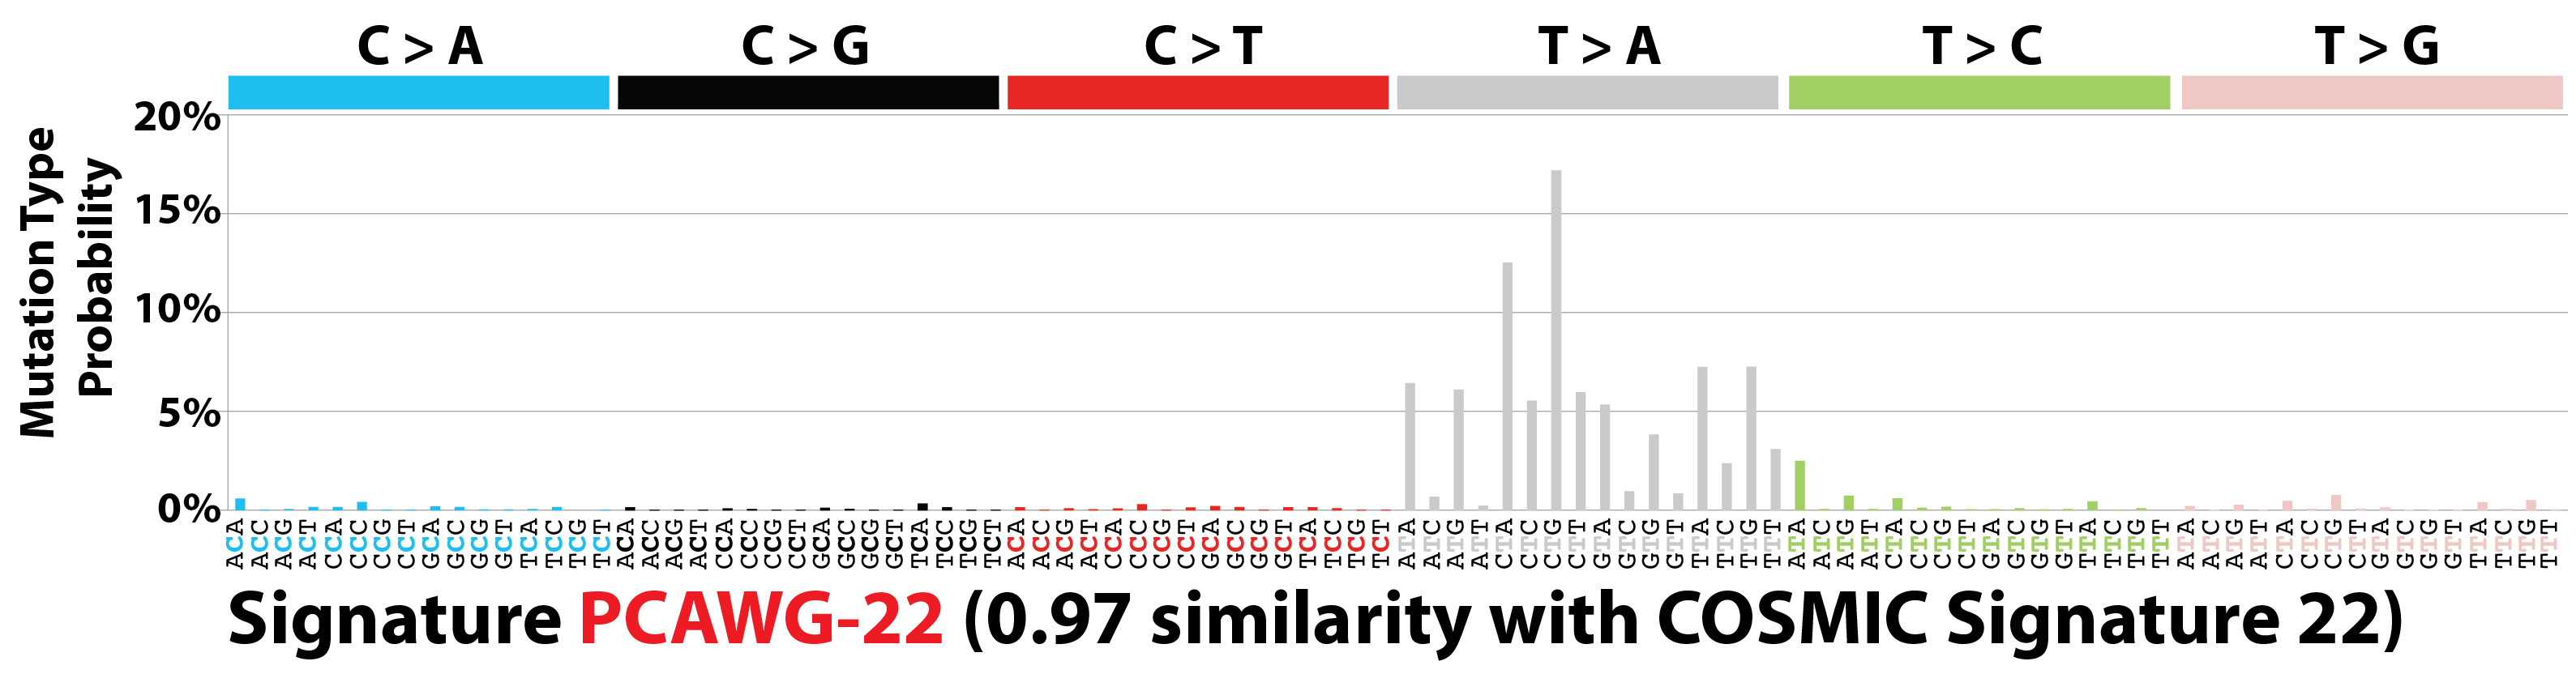 C > A C > G C > T T > A T > C T > G
Mutation Type
Probability
20%
15%
10%
5%
0%
ACA ACC ACG ACT CCA CCC CCG CCT GCA GCC GCG GCT TCA TCC TCG TCT ACA ACC ACG ACT CCA CCC CCG CCT GCA GCC GCG GCT TCA TCC TCG TCT ACA ACC ACG ACT CCA CCC CCG CCT GCA GCC GCG GCT TCA TCC TCG TCT ATA ATC ATG ATT CTA CTC CTG CTT GTA GTC GTG GTT TTA TTC TTG TTT ATA ATC ATG ATT CTA CTC CTG CTT GTA GTC GTG GTT TTA TTC TTG TTT ATA ATC ATG ATT CTA CTC CTG CTT GTA GTC GTG GTT TTA TTC TTG TTT
Signature PCAWG-22 (0.97 similarity with COSMIC Signature 22)